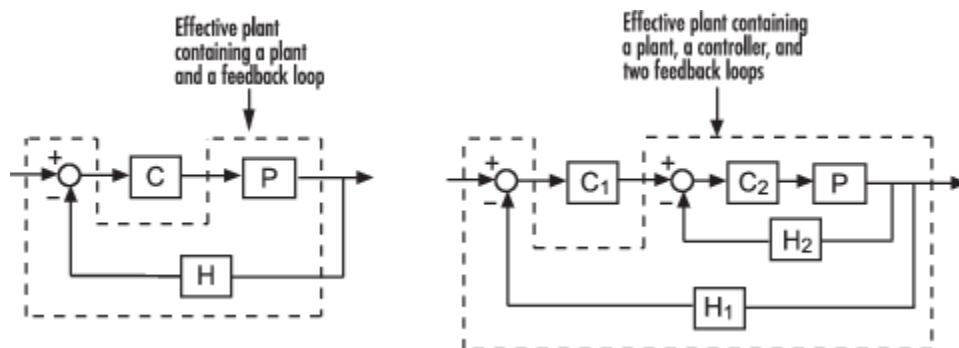 Effective plant
containing a plant
and a feedback loop
+
−
C
P
H
Effective plant containing
a plant, a controller, and
two feedback loops
+
−
C₁
+
−
C₂
P
H₂
H₁